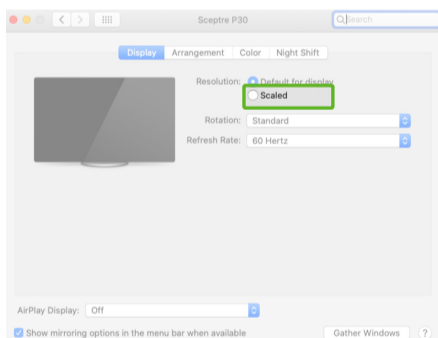 Sceptre P30
Search
Display Arrangement Color Night Shift
Resolution: Default for display
Scaled
Rotation: Standard
Refresh Rate: 60 Hertz
AirPlay Display: Off
Show mirroring options in the menu bar when available
Gather Windows ?